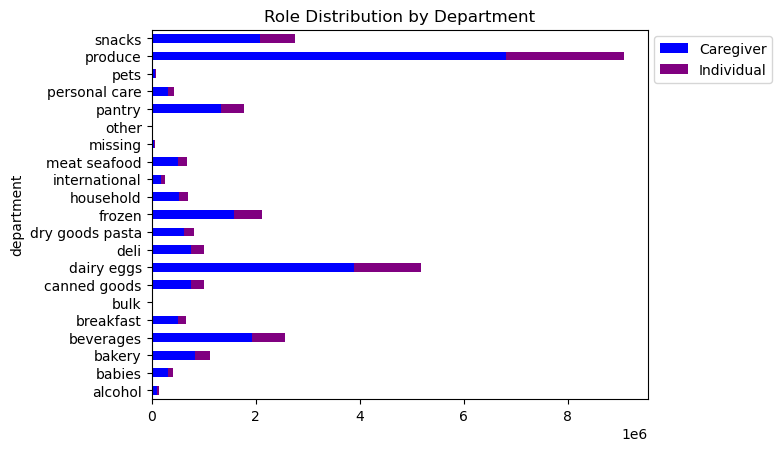 Role Distribution by Department
Caregiver
Individual
department
snacks
produce
pets
personal care
pantry
other
missing
meat seafood
international
household
frozen
dry goods pasta
deli
dairy eggs
canned goods
bulk
breakfast
beverages
bakery
babies
alcohol
0 2 4 6 8
1e6